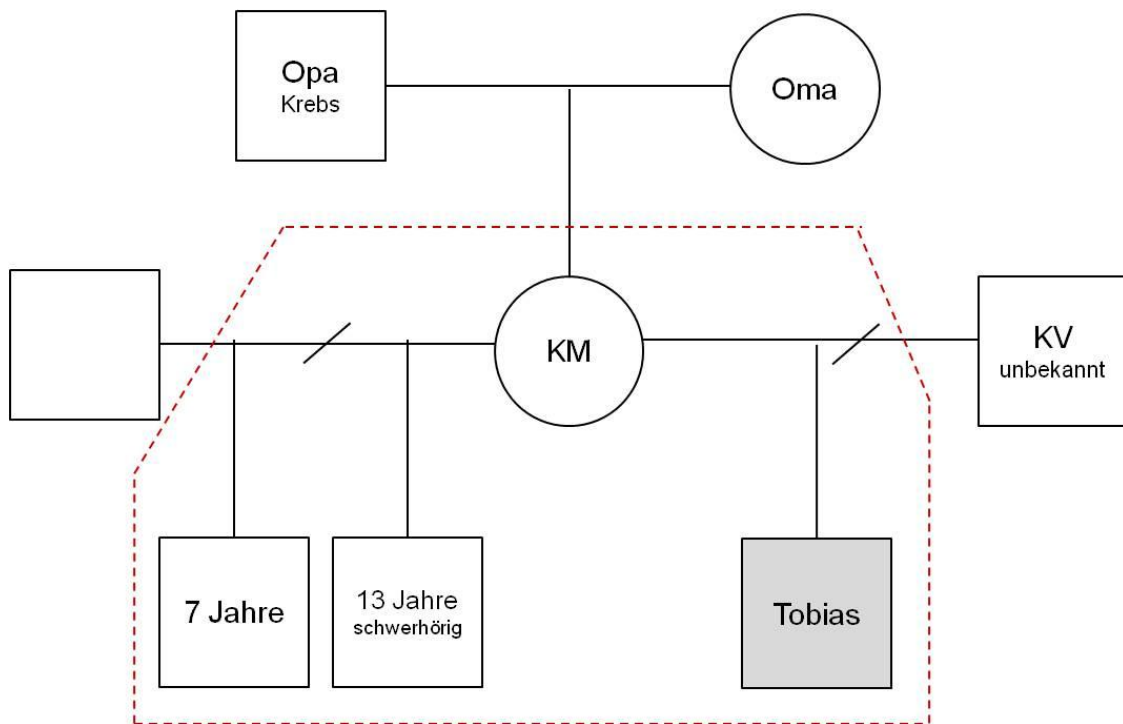 Opa
Krebs
Oma
KM
KV
unbekannt
7 Jahre
13 Jahre
schwerhörig
Tobias